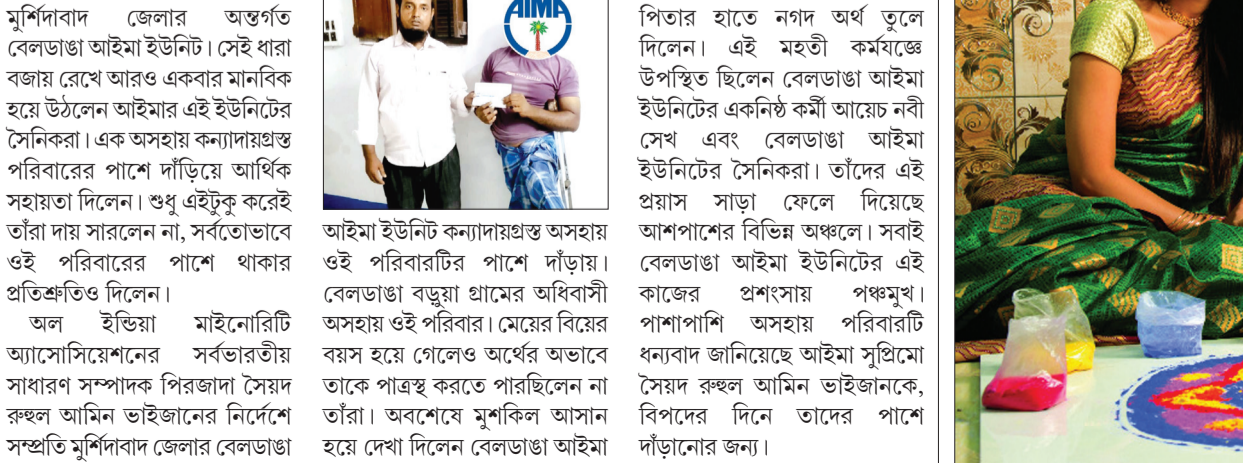 মুর্শিদাবাদ জেলার অন্তর্গত
বেলডাঙা আইমা ইউনিট। সেই ধারা
বজায় রেখে আরও একবার মানবিক
হয়ে উঠলেন আইমার এই ইউনিটের
সৈনিকরা। এক অসহায় কন্যাদায়গ্রস্ত
পরিবারের পাশে দাঁড়িয়ে আর্থিক
সহায়তা দিলেন। শুধু এইটুকু করেই
তাঁরা দায় সারলেন না, সর্বতোভাবে
ওই পরিবারের পাশে থাকার
প্রতিশ্রুতিও দিলেন।
অল ইন্ডিয়া মাইনোরিটি
অ্যাসোসিয়েশনের সর্বভারতীয়
সাধারণ সম্পাদক পিরজাদা সৈয়দ
রুহুল আমিন ভাইজানের নির্দেশে
সম্প্রতি মুর্শিদাবাদ জেলার বেলডাঙা
AIMA
আইমা ইউনিট কন্যাদায়গ্রস্ত অসহায়
ওই পরিবারটির পাশে দাঁড়ায়।
বেলডাঙা বড়ুয়া গ্রামের অধিবাসী
অসহায় ওই পরিবার। মেয়ের বিয়ের
বয়স হয়ে গেলেও অর্থের অভাবে
তাকে পাত্রস্থ করতে পারছিলেন না
তাঁরা। অবশেষে মুশকিল আসান
হয়ে দেখা দিলেন বেলডাঙা আইমা
পিতার হাতে নগদ অর্থ তুলে
দিলেন। এই মহতী কর্মযজ্ঞে
উপস্থিত ছিলেন বেলডাঙা আইমা
ইউনিটের একনিষ্ঠ কর্মী আয়েচ নবী
সেখ এবং বেলডাঙা আইমা
ইউনিটের সৈনিকরা। তাঁদের এই
প্রয়াস সাড়া ফেলে দিয়েছে
আশপাশের বিভিন্ন অঞ্চলে। সবাই
বেলডাঙা আইমা ইউনিটের এই
কাজের প্রশংসায় পঞ্চমুখ।
পাশাপাশি অসহায় পরিবারটি
ধন্যবাদ জানিয়েছে আইমা সুপ্রিমো
সৈয়দ রুহুল আমিন ভাইজানকে,
বিপদের দিনে তাদের পাশে
দাঁড়ানোর জন্য।